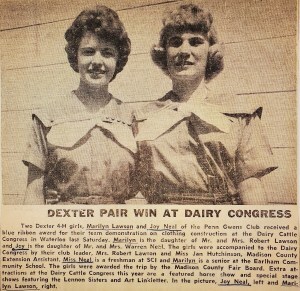 DEXTER PAIR WIN AT DAIRY CONGRESS
Two Dexter 4-H girls, Marilyn Lawson and Joy Neal of the Penn Owens Club received a
blue ribbon award for their team demonstration on clothing constructions at the Dairy Cattle
Congress in Waterloo last Saturday. Marilyn is the daughter of Mr. and Mrs. Robert Lawson
and Joy is the daughter of Mr. and Mrs. Warren Neal. The girls were accompanied to the Dairy
Congress by their club leader, Mrs. Robert Lawson and Miss Jan Hutchinson, Madison County
Extension Assistant. Miss Neal is a freshman at SCI and Marilyn is a senior at the Earlham Com-
munity School. The girls were awarded the trip by the Madison County Fair Board. Extra at-
tractions at the Dairy Cattle Congress this year are a featured horse show and special stage
shows featuring the Lennon Sisters and Art Linkletter. In the picture, Joy Neal, left and Mari-
lyn Lawson, right.